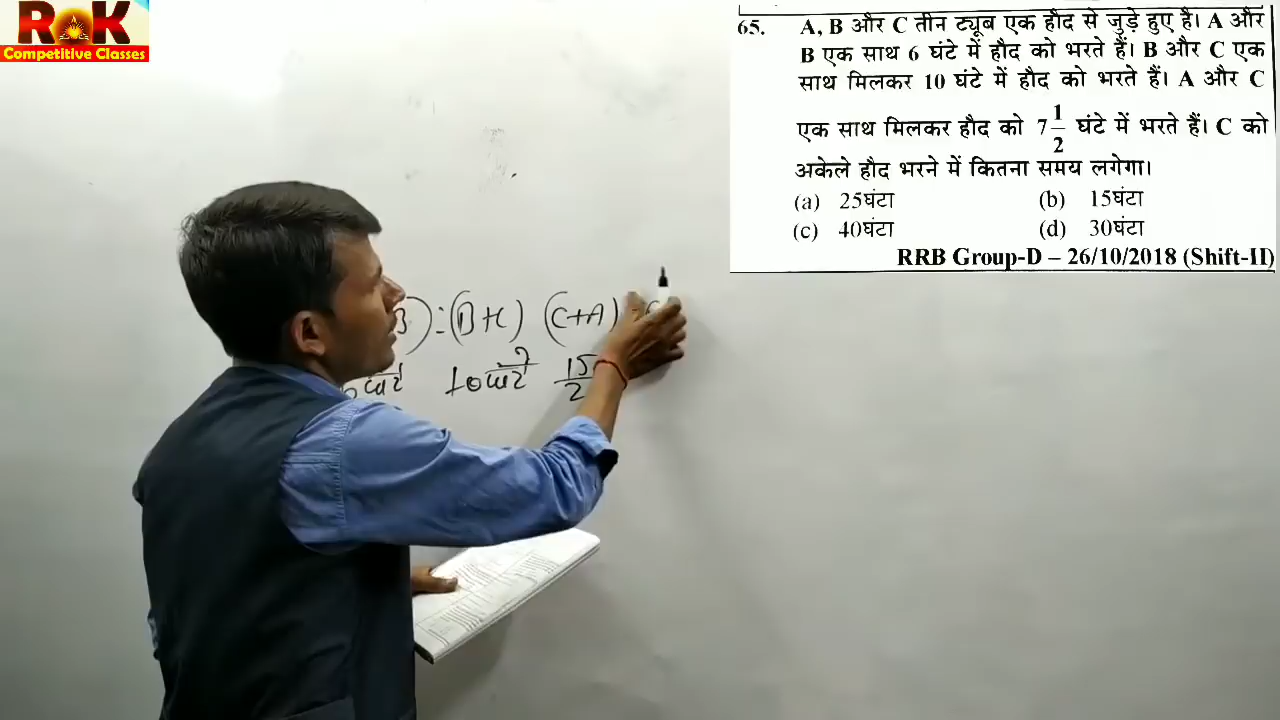 ROK
Competitive Classes
65. A, B और C तीन ट्यूब एक हौद से जुड़े हुए है। A और
B एक साथ 6 घंटे में हौद को भरते हैं। B और C एक
साथ मिलकर 10 घंटे में हौद को भरते हैं। A और C
एक साथ मिलकर हौद को 7 1/2 घंटे में भरते हैं। C को
अकेले हौद भरने में कितना समय लगेगा।
(a) 25घंटा (b) 15घंटा
(c) 40घंटा (d) 30घंटा
RRB Group-D – 26/10/2018 (Shift-II)
B) : (B+C) (C+A)
10 15/2